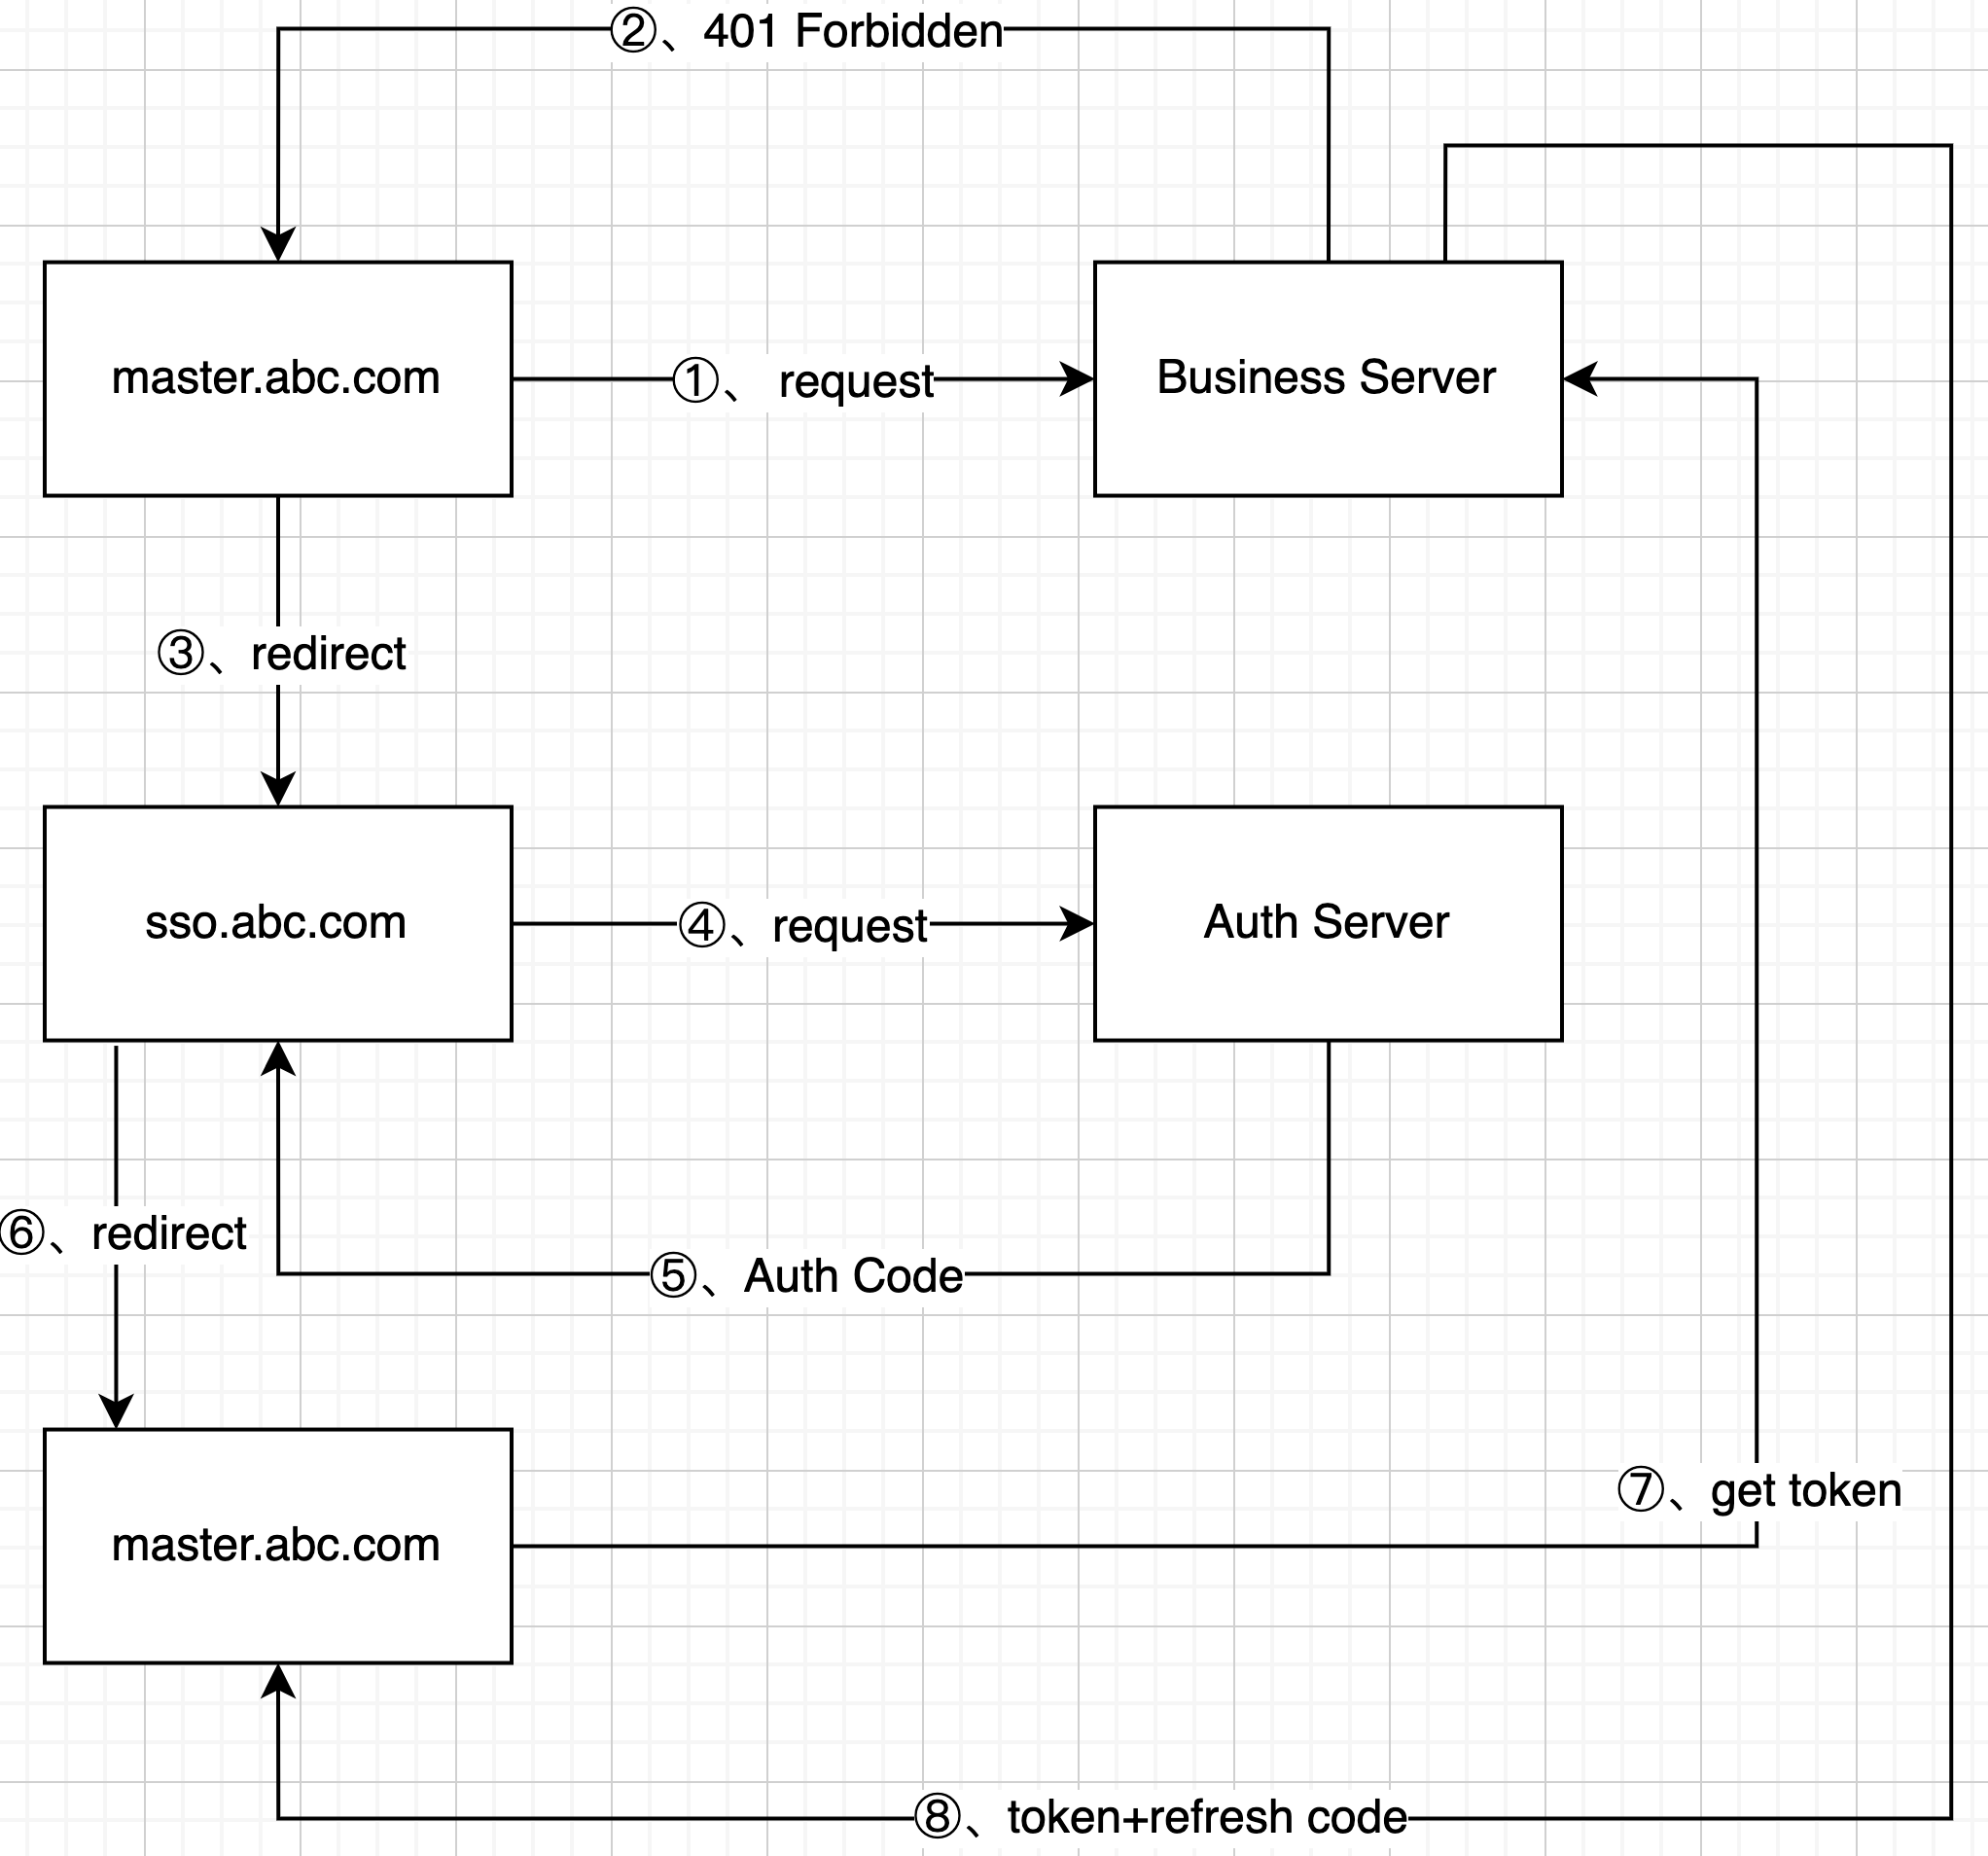 ②、401 Forbidden
master.abc.com
①、 request
Business Server
③、redirect
sso.abc.com
④、request
Auth Server
⑥、redirect
⑤、Auth Code
⑦、get token
master.abc.com
⑧、token+refresh code